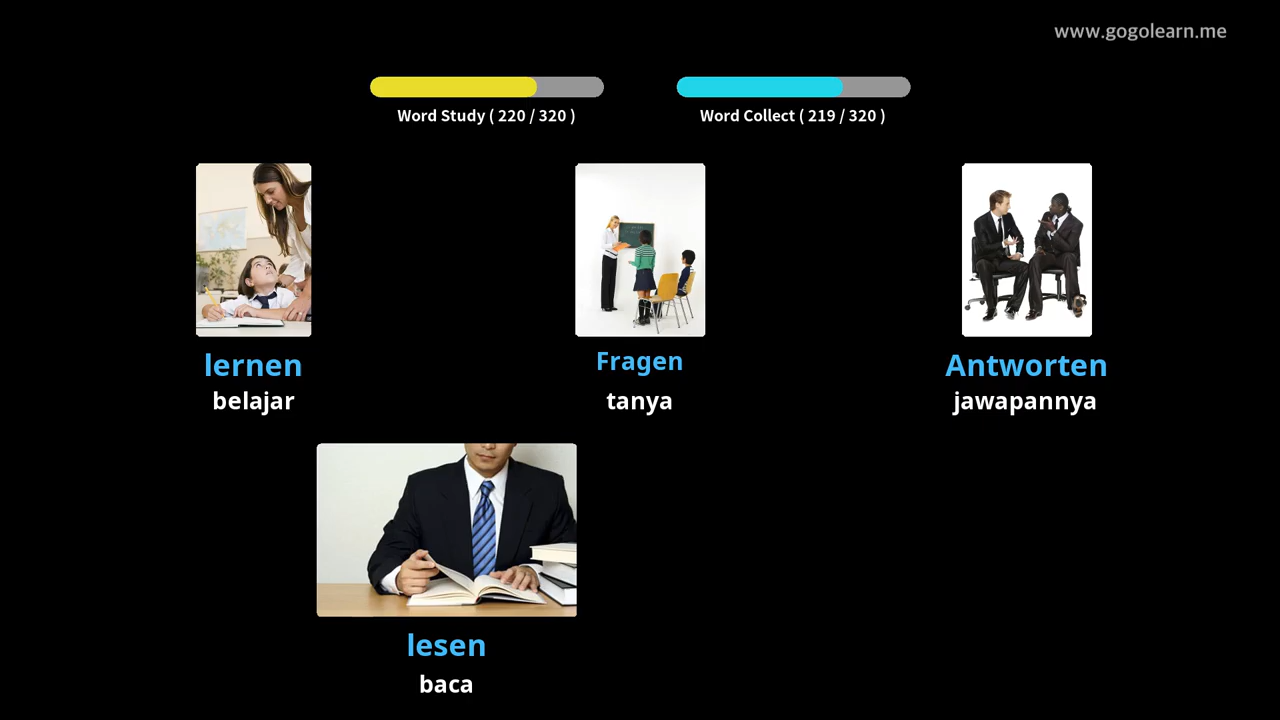 www.gogolearn.me
Word Study ( 220 / 320 )
Word Collect ( 219 / 320 )
lernen
belajar
Fragen
tanya
Antworten
jawapannya
lesen
baca